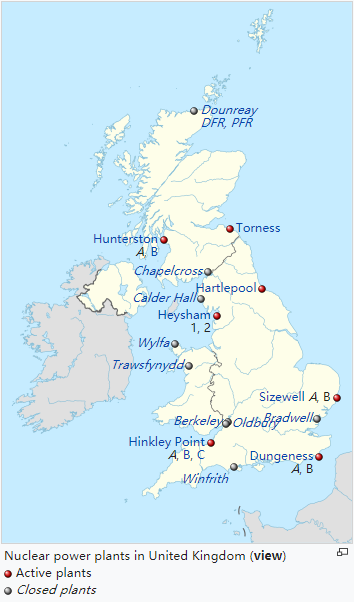 Dounreay
DFR, PFR
Torness
Hunterston
A, B
Chapelcross
Hartlepool
Calder Hall
Heysham
1, 2
Wylfa
Trawsfynydd
Sizewell A, B
Bradwell
Berkeley
Oldbury
Hinkley Point
A, B, C
Dungeness
A, B
Winfrith
Nuclear power plants in United Kingdom (view)
Active plants
Closed plants